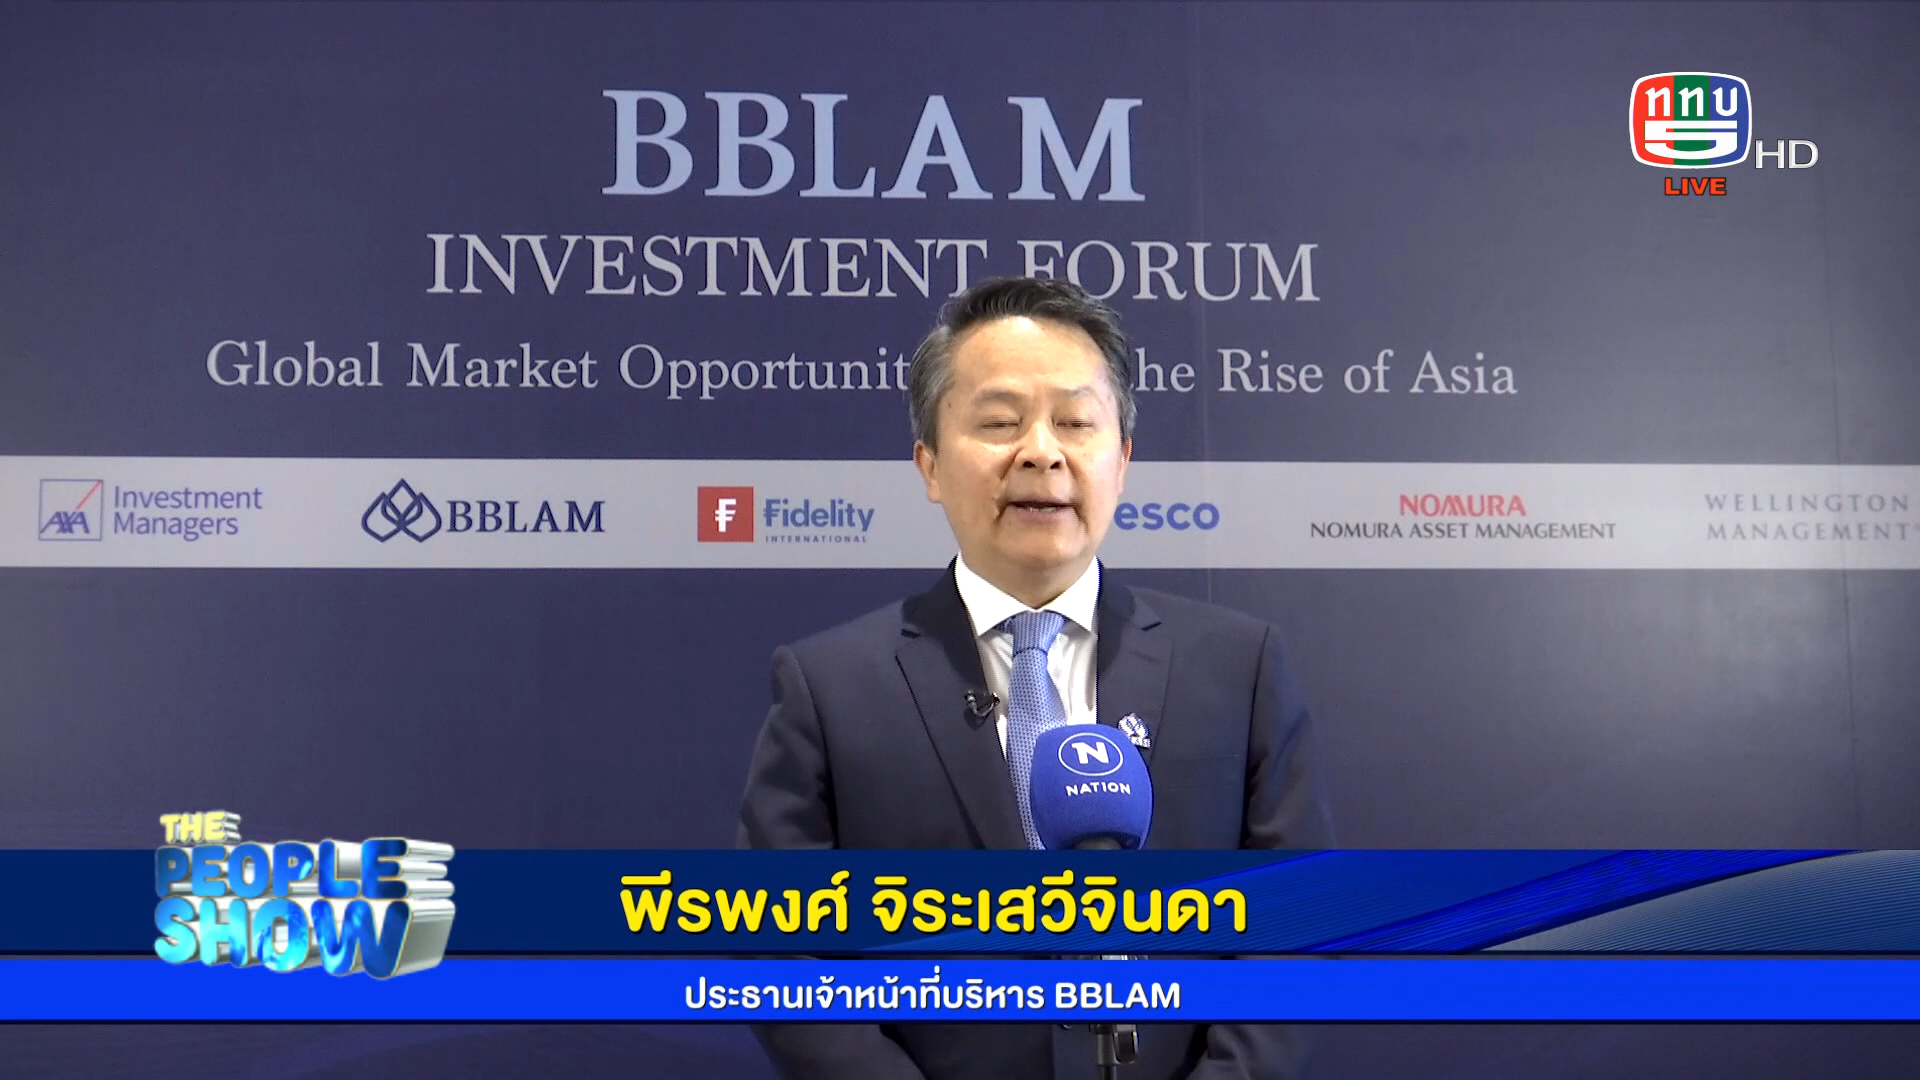 BBLAM
INVESTMENT FORUM
Global Market the Rise of Asia
ททบ
5 HD
LIVE
AXA Investment
Managers
BBLAM
Fidelity
INTERNATIONAL
NOMURA
NOMURA ASSET MANAGEMENT
WELLINGTON
MANAGEMENT
N
NATION
THE
PEOPLE
SHOW
พีรพงศ์ จิระเสวีจินดา
ประธานเจ้าหน้าที่บริหาร BBLAM